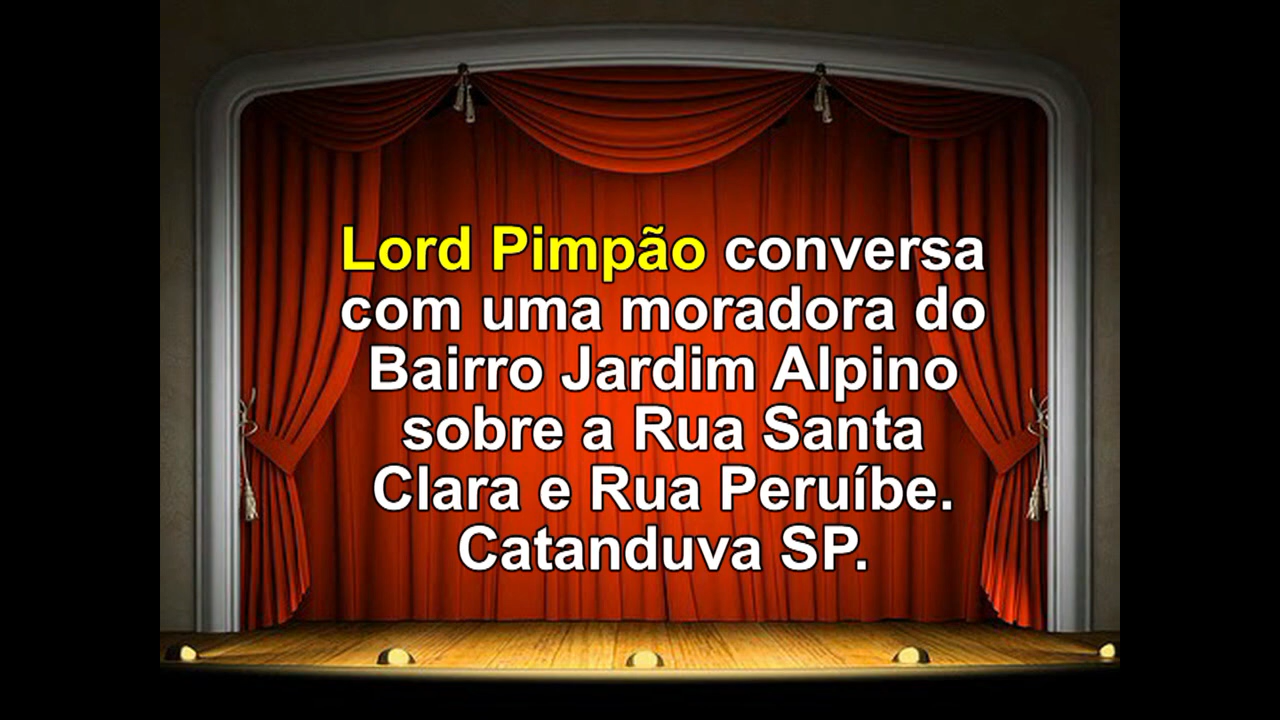 Lord Pimpão conversa
com uma moradora do
Bairro Jardim Alpino
sobre a Rua Santa
Clara e Rua Peruíbe.
Catanduva SP.